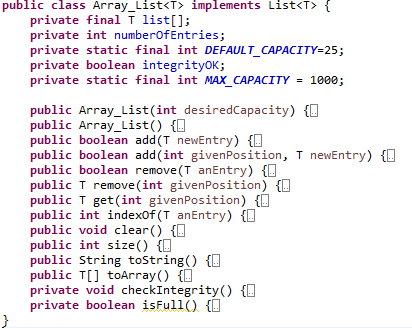 public class Array_List<T> implements List<T> {
private final T list[];
private int numberOfEntries;
private static final int DEFAULT_CAPACITY=25;
private boolean integrityOK;
private static final int MAX_CAPACITY = 1000;
public Array_List(int desiredCapacity) {
public Array_List() {
public boolean add(T newEntry) {
public boolean add(int givenPosition, T newEntry) {
public boolean remove(T anEntry) {
public T remove(int givenPosition) {
public T get(int givenPosition) {
public int indexOf(T anEntry) {
public void clear() {
public int size() {
public String toString() {
public T[] toArray() {
private void checkIntegrity() {
private boolean isFull() {
}